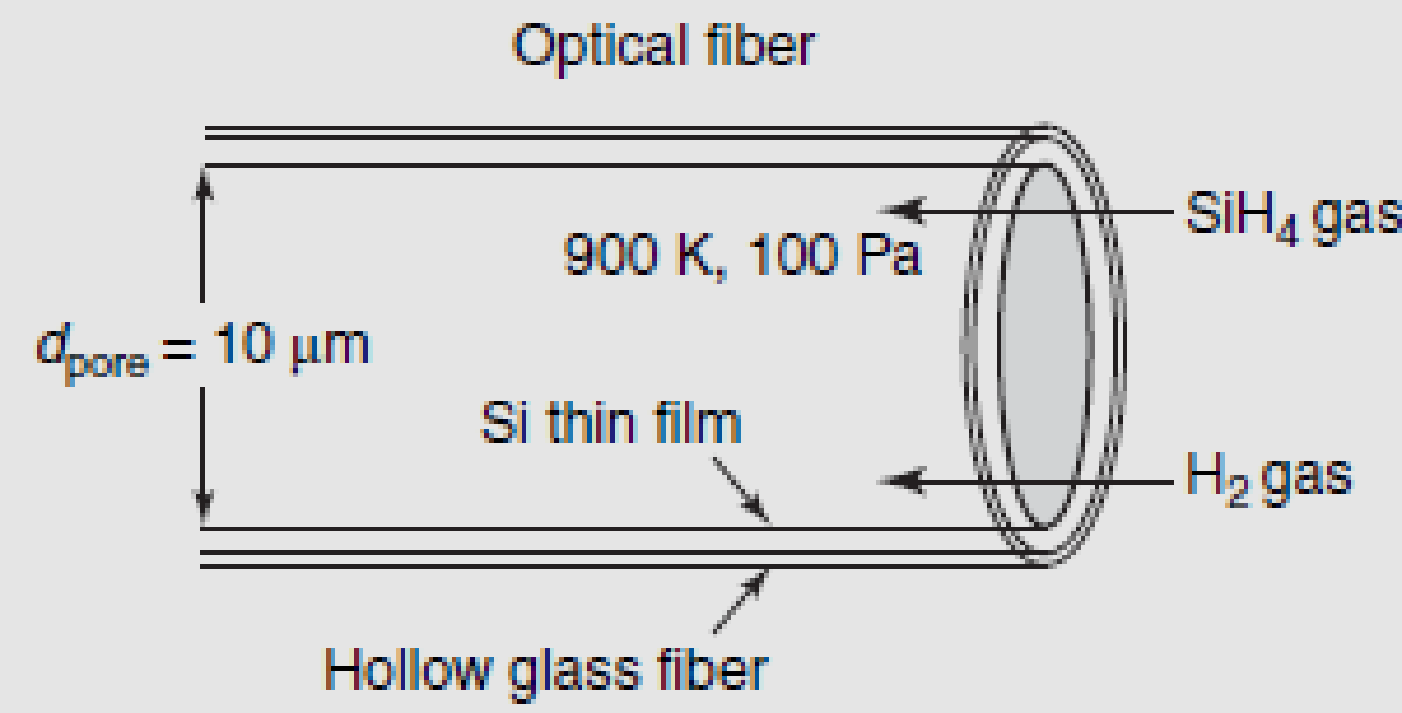 Optical fiber
SiH₄ gas
900 K, 100 Pa
dpore = 10 μm
Si thin film
H₂ gas
Hollow glass fiber